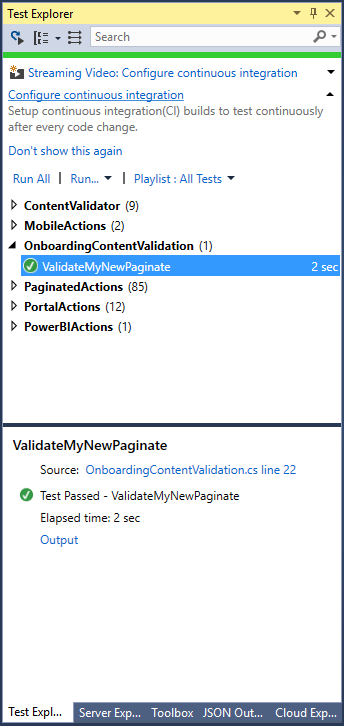 Test Explorer
Search
Streaming Video: Configure continuous integration
Configure continuous integration
Setup continuous integration(CI) builds to test continuously
after every code change.
Don't show this again
Run All | Run... | Playlist : All Tests
ContentValidator (9)
MobileActions (2)
OnboardingContentValidation (1)
ValidateMyNewPaginate 2 sec
PaginatedActions (85)
PortalActions (12)
PowerBIActions (1)
ValidateMyNewPaginate
Source: OnboardingContentValidation.cs line 22
Test Passed - ValidateMyNewPaginate
Elapsed time: 2 sec
Output
Test Expl... Server Exp... Toolbox JSON Out... Cloud Exp...